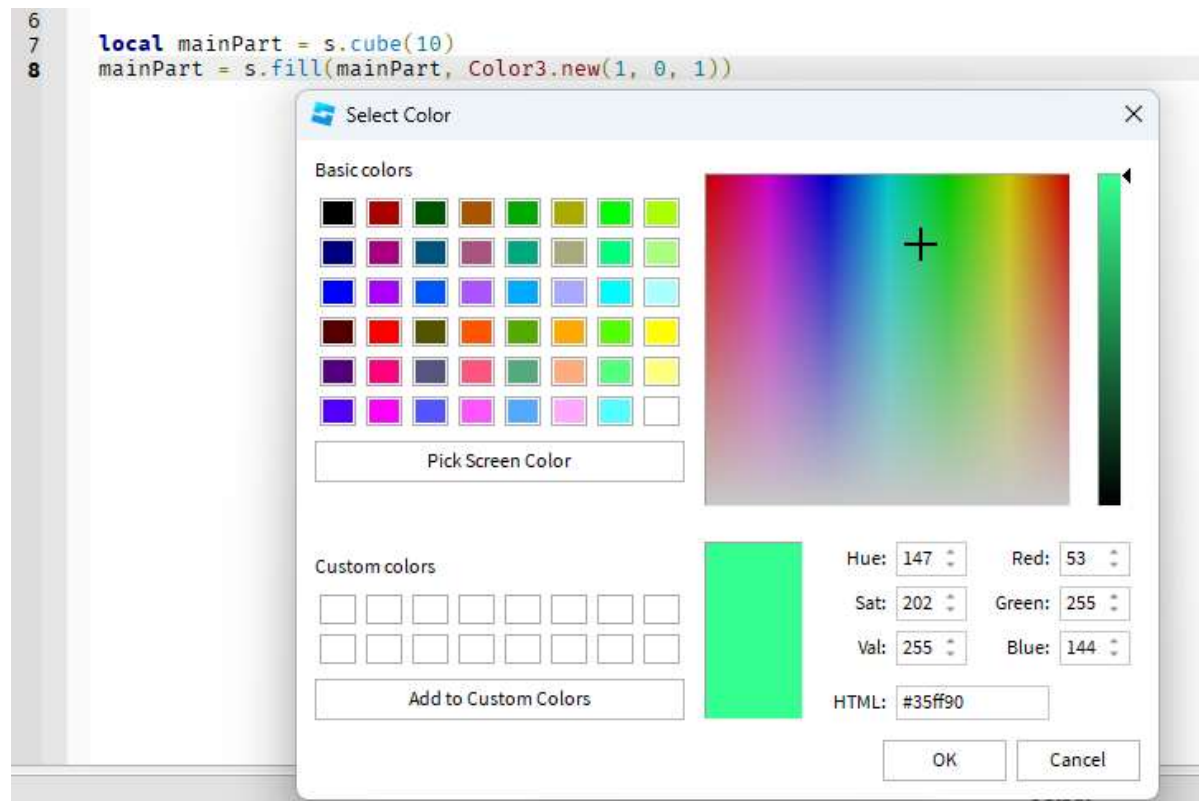 6
7 local mainPart = s.cube(10)
8 mainPart = s.fill(mainPart, Color3.new(1, 0, 1))
Select Color
Basic colors
Pick Screen Color
Custom colors
Add to Custom Colors
Hue: 147 Red: 53
Sat: 202 Green: 255
Val: 255 Blue: 144
HTML: #35ff90
OK Cancel